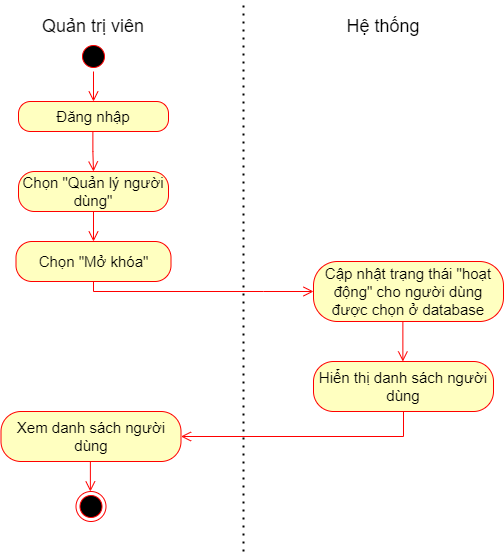 Quản trị viên
Hệ thống
Đăng nhập
Chọn "Quản lý người
dùng"
Chọn "Mở khóa"
Cập nhật trạng thái "hoạt
động" cho người dùng
được chọn ở database
Hiển thị danh sách người
dùng
Xem danh sách người
dùng